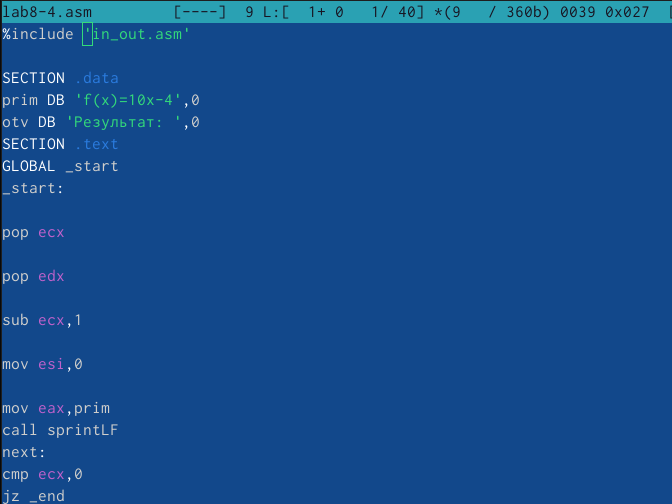 lab8-4.asm [----] 9 L:[ 1+ 0 1/ 40] *(9 / 360b) 0039 0x027 [
%include 'in_out.asm'
SECTION .data
prim DB 'f(x)=10x-4',0
otv DB 'Результат: ',0
SECTION .text
GLOBAL _start
_start:
pop ecx
pop edx
sub ecx,1
mov esi,0
mov eax,prim
call sprintLF
next:
cmp ecx,0
jz _end